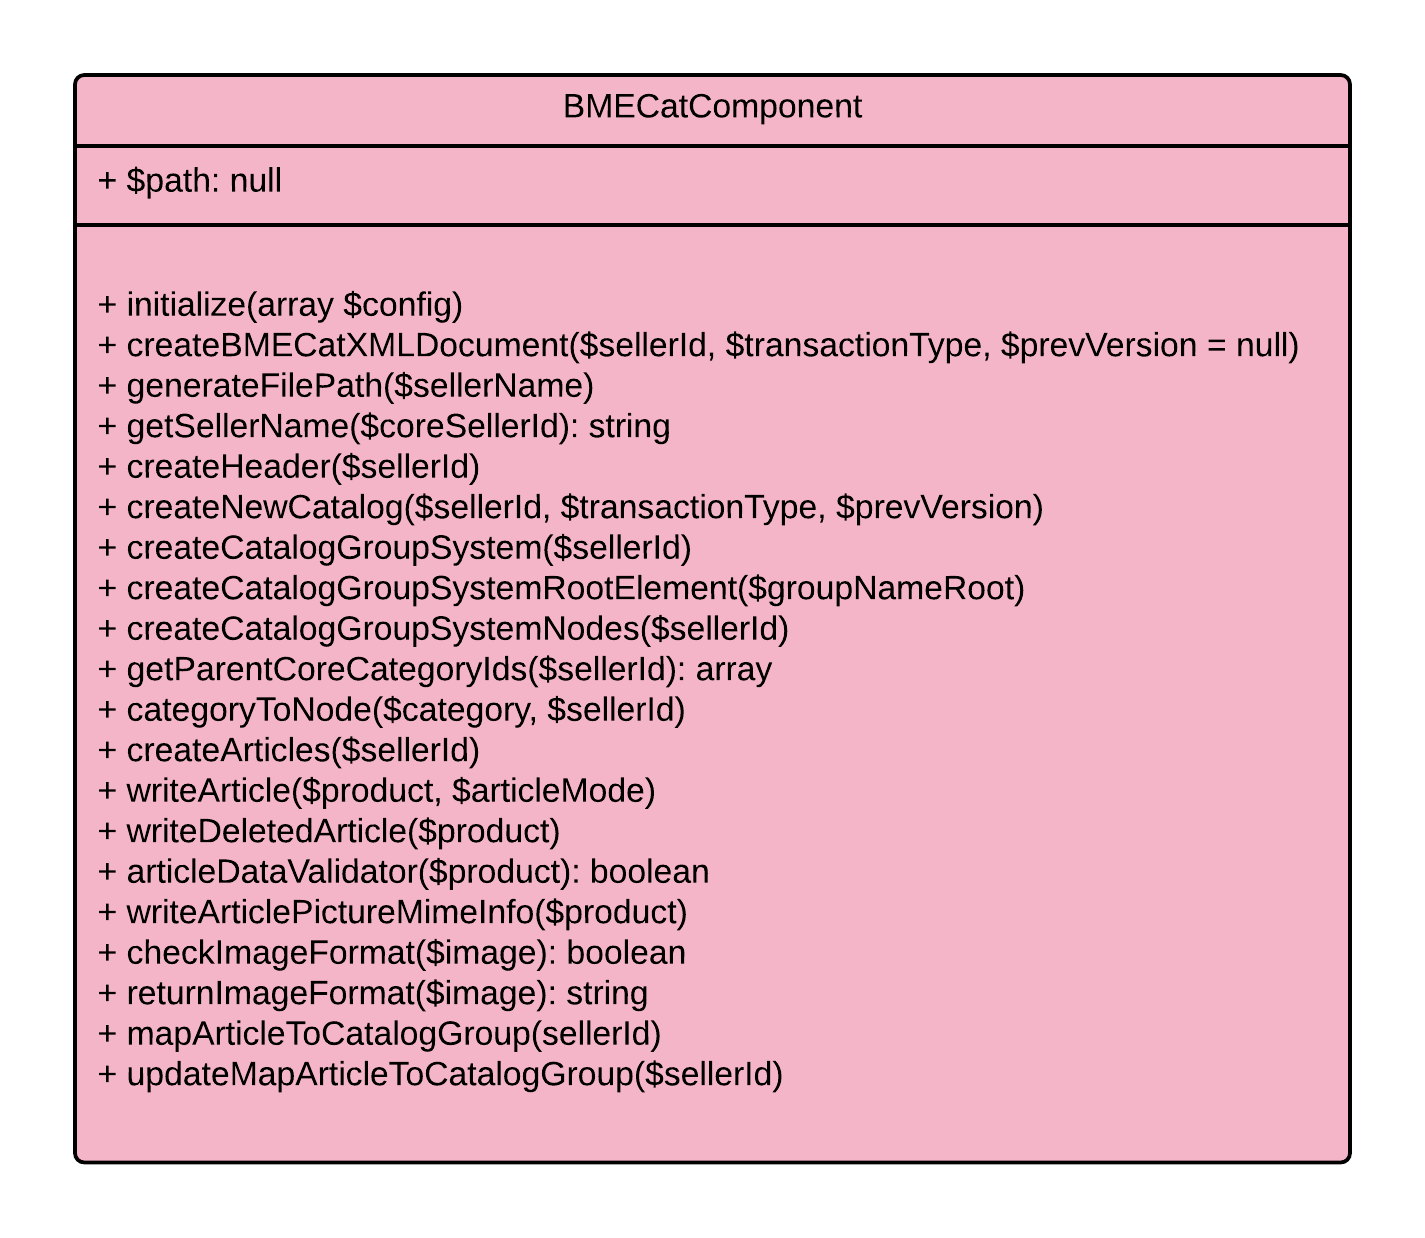 BMECatComponent
+ $path: null
+ initialize(array $config)
+ createBMECatXMLDocument($sellerId, $transactionType, $prevVersion = null)
+ generateFilePath($sellerName)
+ getSellerName($coreSellerId): string
+ createHeader($sellerId)
+ createNewCatalog($sellerId, $transactionType, $prevVersion)
+ createCatalogGroupSystem($sellerId)
+ createCatalogGroupSystemRootElement($groupNameRoot)
+ createCatalogGroupSystemNodes($sellerId)
+ getParentCoreCategoryIds($sellerId): array
+ categoryToNode($category, $sellerId)
+ createArticles($sellerId)
+ writeArticle($product, $articleMode)
+ writeDeletedArticle($product)
+ articleDataValidator($product): boolean
+ writeArticlePictureMimeInfo($product)
+ checkImageFormat($image): boolean
+ returnImageFormat($image): string
+ mapArticleToCatalogGroup(sellerId)
+ updateMapArticleToCatalogGroup($sellerId)